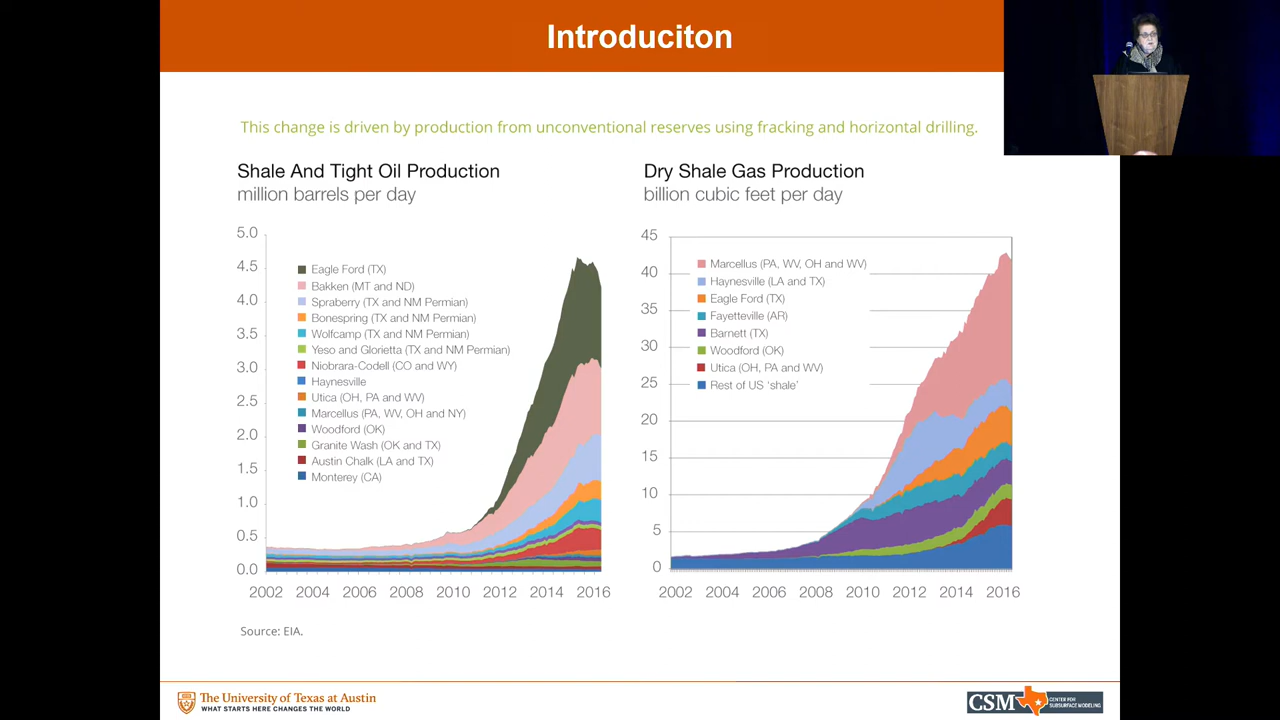 Introduciton
This change is driven by production from unconventional reserves using fracking and horizontal drilling.
Shale And Tight Oil Production
million barrels per day
5.0
4.5
4.0
3.5
3.0
2.5
2.0
1.5
1.0
0.5
0.0
Eagle Ford (TX)
Bakken (MT and ND)
Spraberry (TX and NM Permian)
Bonespring (TX and NM Permian)
Wolfcamp (TX and NM Permian)
Yeso and Glorietta (TX and NM Permian)
Niobrara-Codell (CO and WY)
Haynesville
Utica (OH, PA and WV)
Marcellus (PA, WV, OH and NY)
Woodford (OK)
Granite Wash (OK and TX)
Austin Chalk (LA and TX)
Monterey (CA)
2002 2004 2006 2008 2010 2012 2014 2016
Dry Shale Gas Production
billion cubic feet per day
45
40
35
30
25
20
15
10
5
0
Marcellus (PA, WV, OH and WV)
Haynesville (LA and TX)
Eagle Ford (TX)
Fayetteville (AR)
Barnett (TX)
Woodford (OK)
Utica (OH, PA and WV)
Rest of US 'shale'
2002 2004 2006 2008 2010 2012 2014 2016
Source: EIA.
The University of Texas at Austin
WHAT STARTS HERE CHANGES THE WORLD
CSM
CENTER FOR
SUBSURFACE MODELING